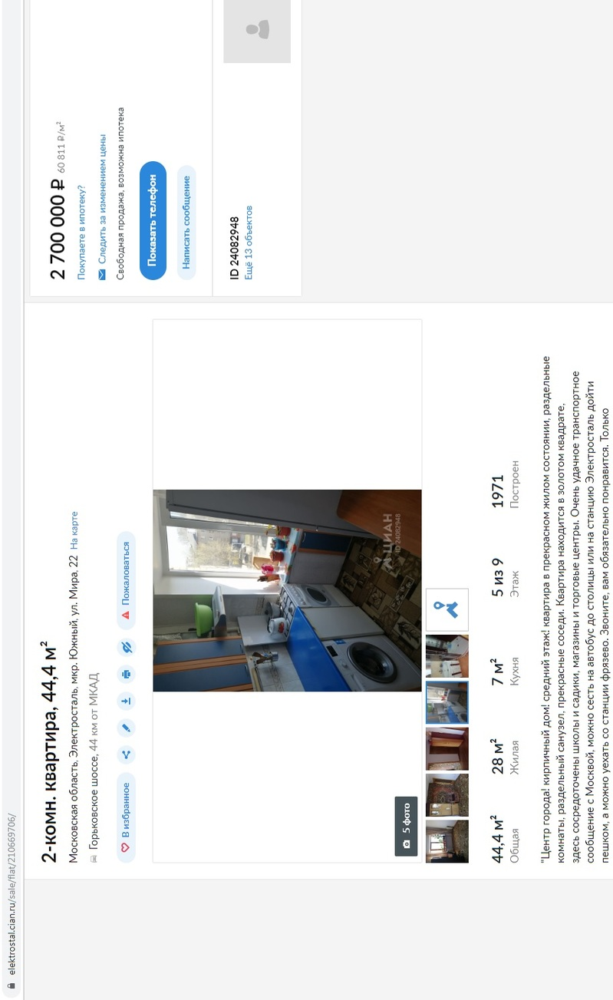 elektrostal.cian.ru/sale/flat/210669706/
2-комн. квартира, 44,4 м²
Московская область, Электросталь, мкр. Южный, ул. Мира, 22 На карте
Горьковское шоссе, 44 км от МКАД
В избранное
Пожаловаться
ЦИАН
ID 24082948
5 фото
44,4 м²
Общая
28 м²
Жилая
7 м²
Кухня
5 из 9
Этаж
1971
Построен
"Центр города! кирпичный дом! средний этаж! квартира в прекрасном жилом состоянии, раздельные
комнаты, раздельный санузел, прекрасные соседи. Квартира находится в золотом квадрате,
здесь сосредоточены школы и садики, магазины и торговые центры. Очень удачное транспортное
сообщение с Москвой, можно сесть на автобус до столицы или на станцию Электросталь дойти
пешком, а можно уехать со станции фрязево. Звоните, вам обязательно понравится. Только
2 700 000 ₽ 60 811 ₽/м²
Покупаете в ипотеку?
Следить за изменением цены
Свободная продажа, возможна ипотека
Показать телефон
Написать сообщение
ID 24082948
Ещё 13 объектов